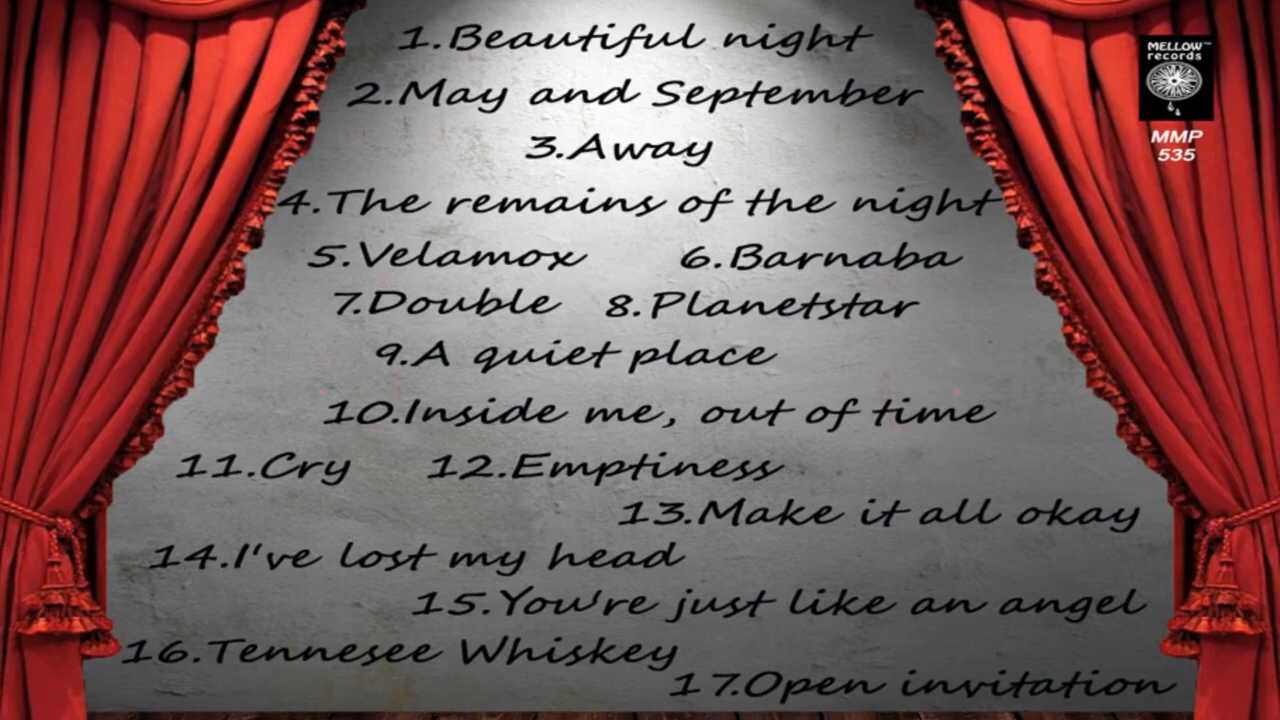 1.Beautiful night
2.May and September
3.Away
4.The remains of the night
5.Velamox 6.Barnaba
7.Double 8.Planetstar
9.A quiet place
10.Inside me, out of time
11.Cry 12.Emptiness
13.Make it all okay
14.I've lost my head
15.You're just like an angel
16.Tennesee Whiskey
17.Open invitation
MELLOW™
records
MMP
535